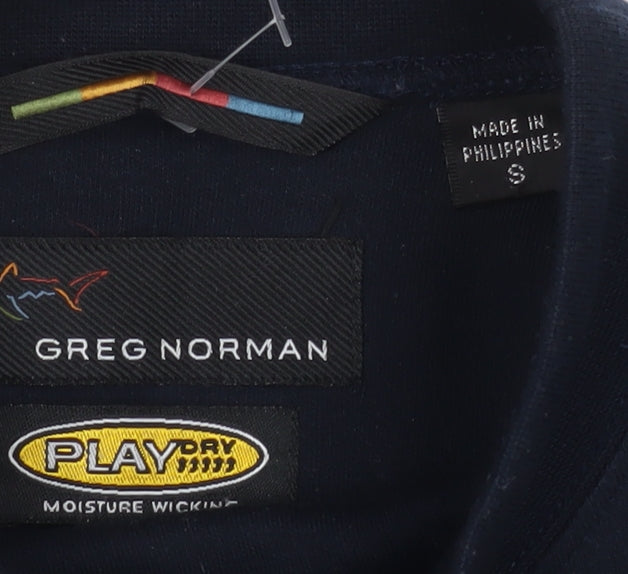 MADE IN
PHILIPPINES
S
GREG NORMAN
PLAY DRY
MOISTURE WICKING